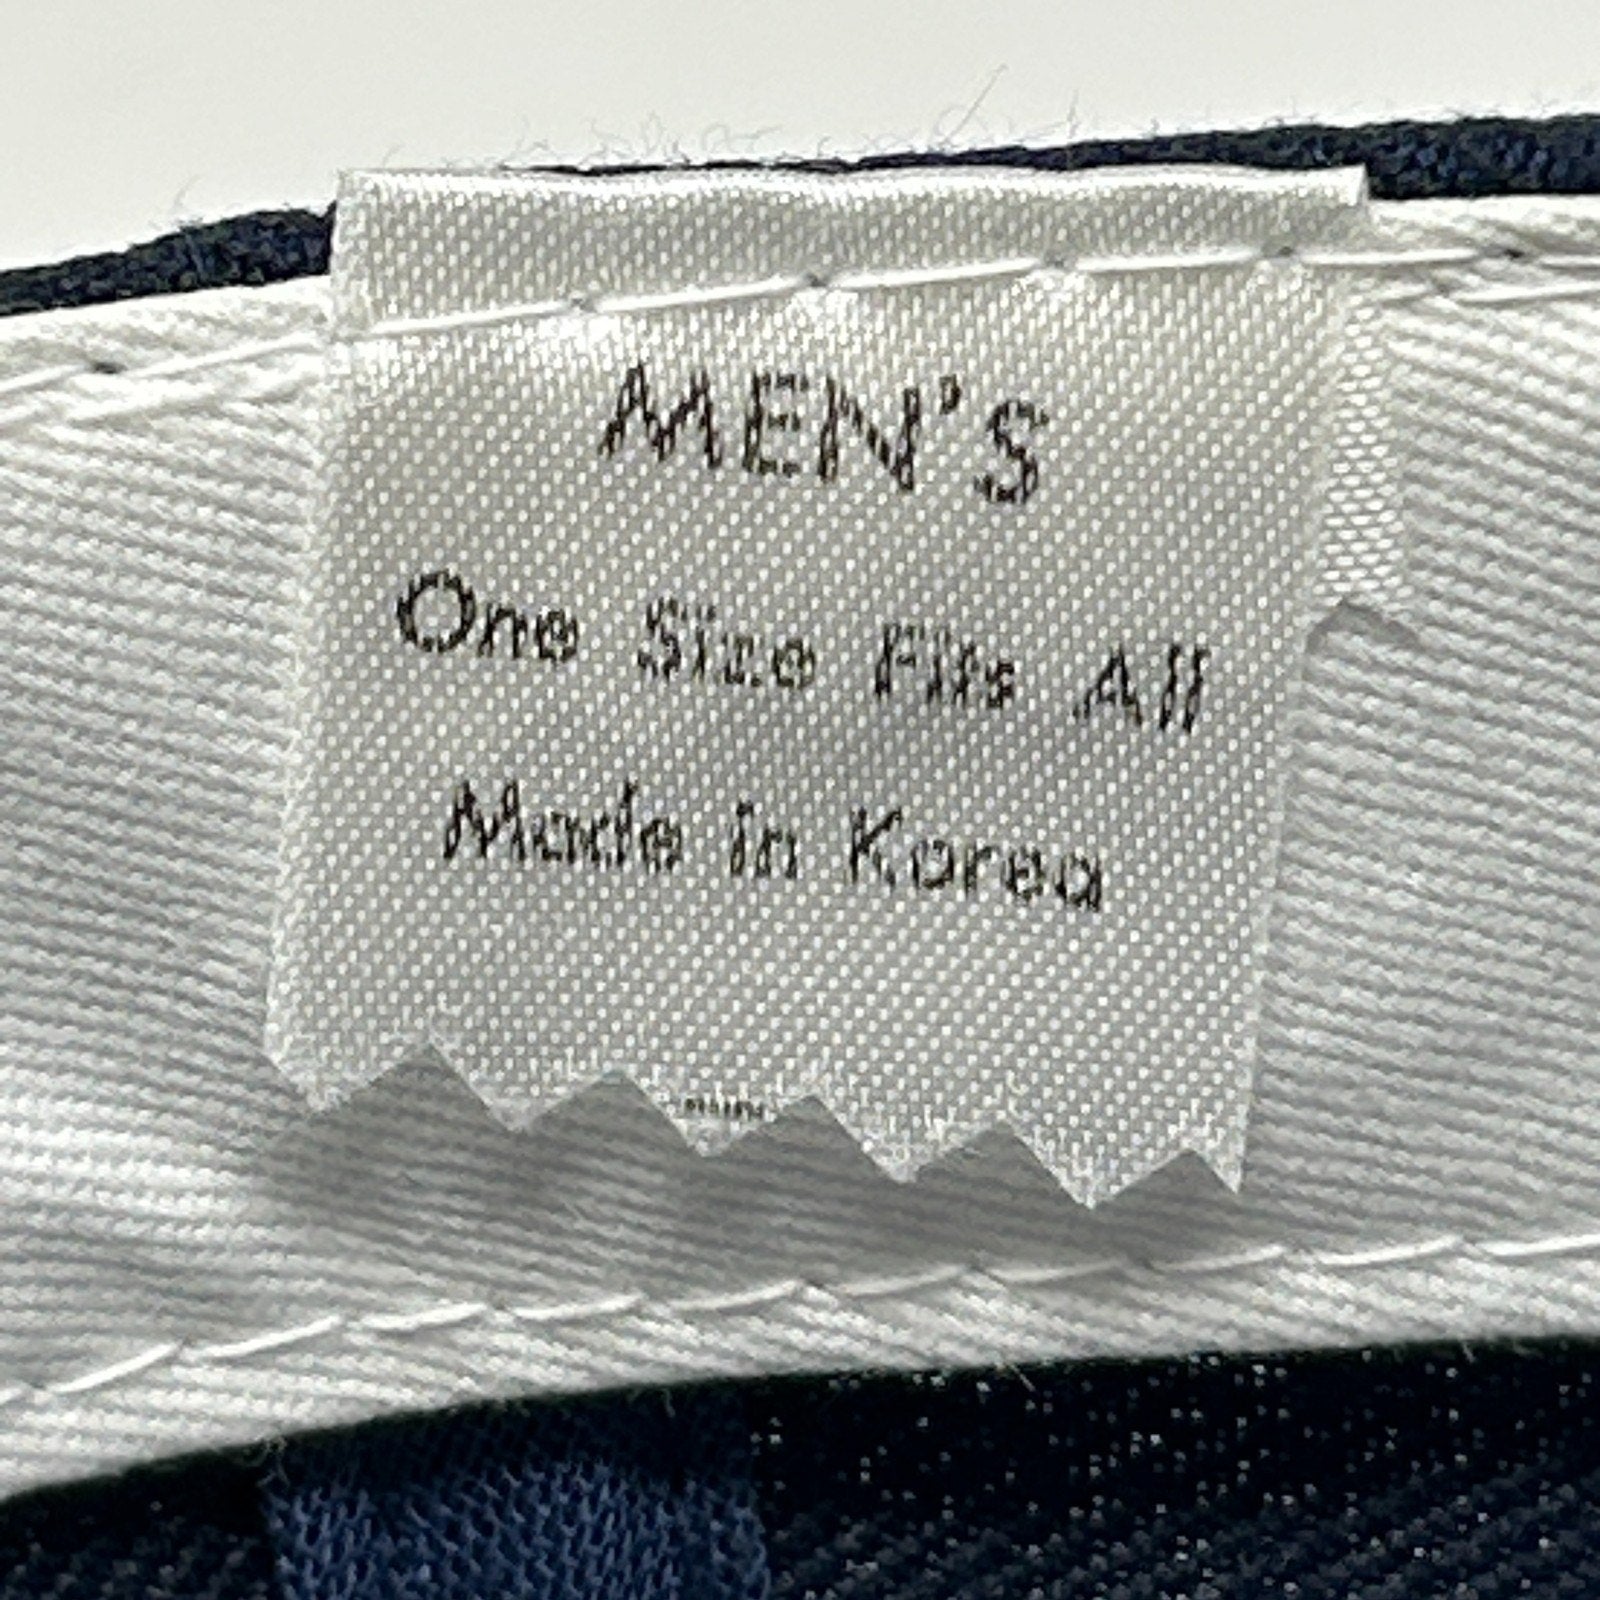 MEN'S
One Size Fits All
Made in Korea